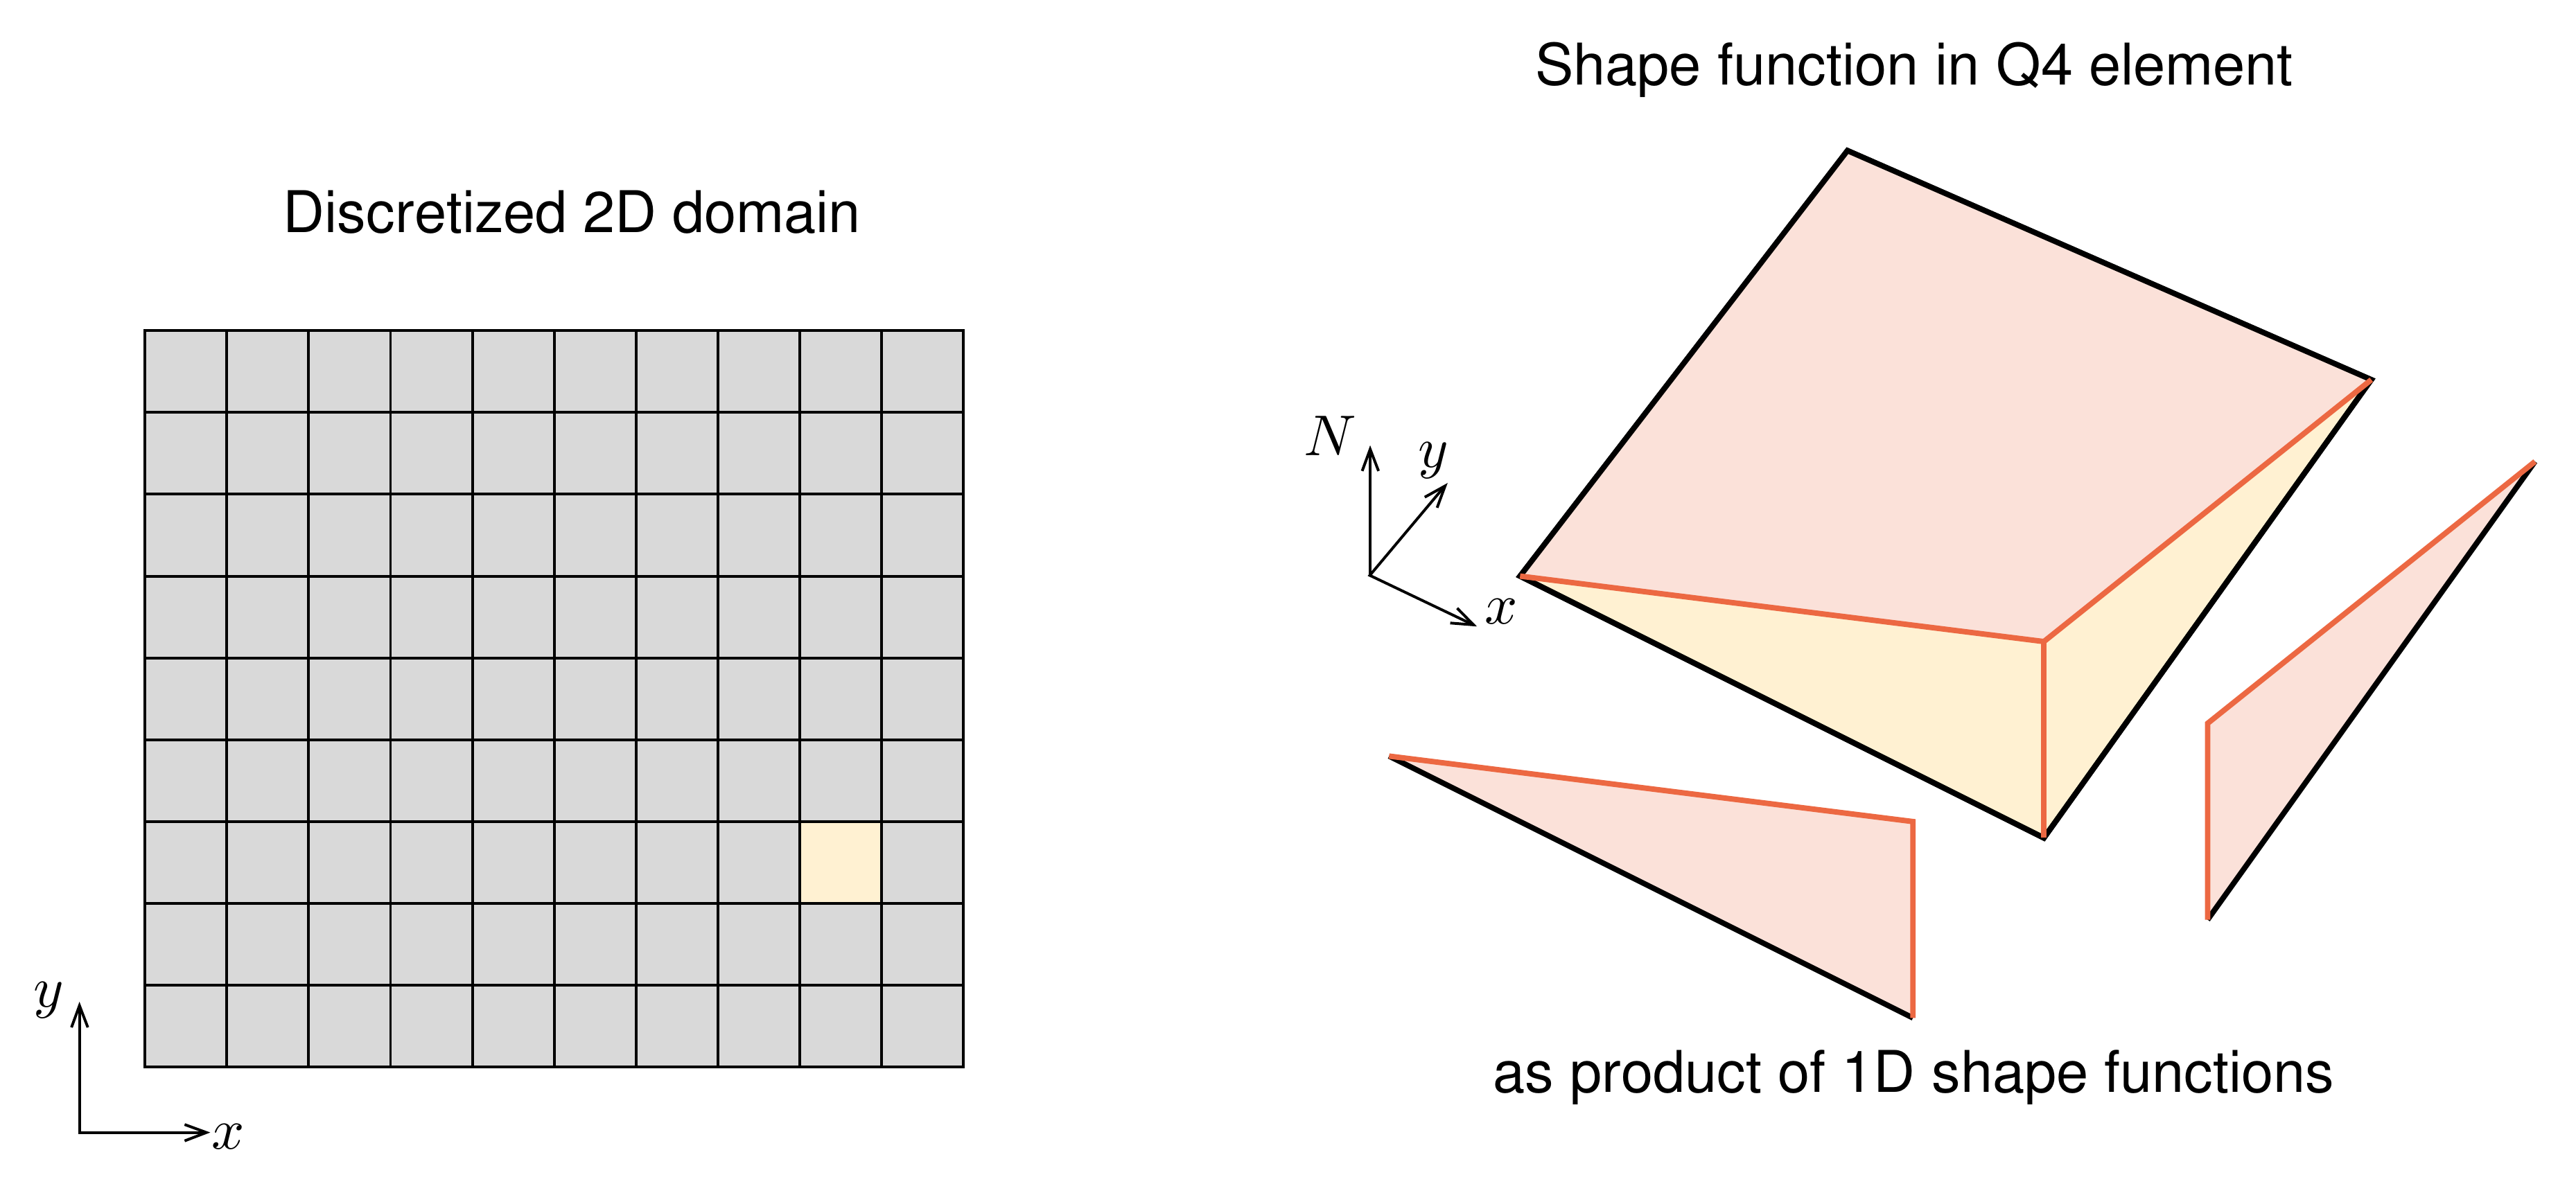 Shape function in Q4 element
Discretized 2D domain
N
y
x
y
x
as product of 1D shape functions